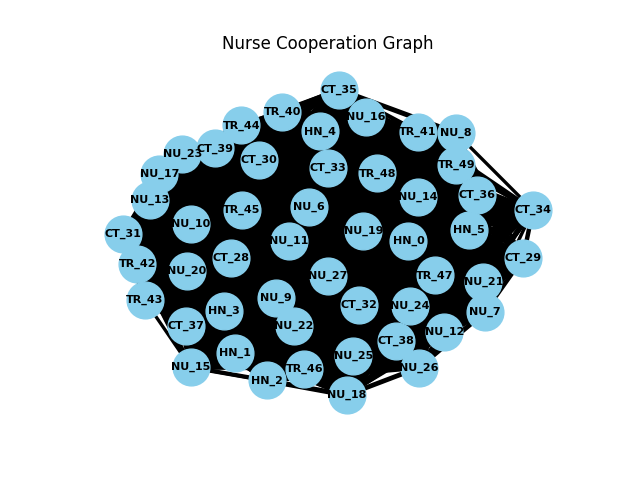 Nurse Cooperation Graph
CT_35
TR_40
NU_16
TR_44
HN_4
TR_41
NU_8
CT_39
NU_23
CT_30
CT_33
TR_49
NU_17
TR_48
CT_36
NU_14
NU_13
NU_6
TR_45
CT_34
NU_10
NU_19
HN_5
CT_31
NU_11
HN_0
CT_28
CT_29
TR_42
NU_20
NU_27
TR_47
NU_21
NU_9
TR_43
CT_32
NU_24
HN_3
NU_7
CT_37
NU_22
NU_12
CT_38
HN_1
NU_25
NU_15
TR_46
NU_26
HN_2
NU_18